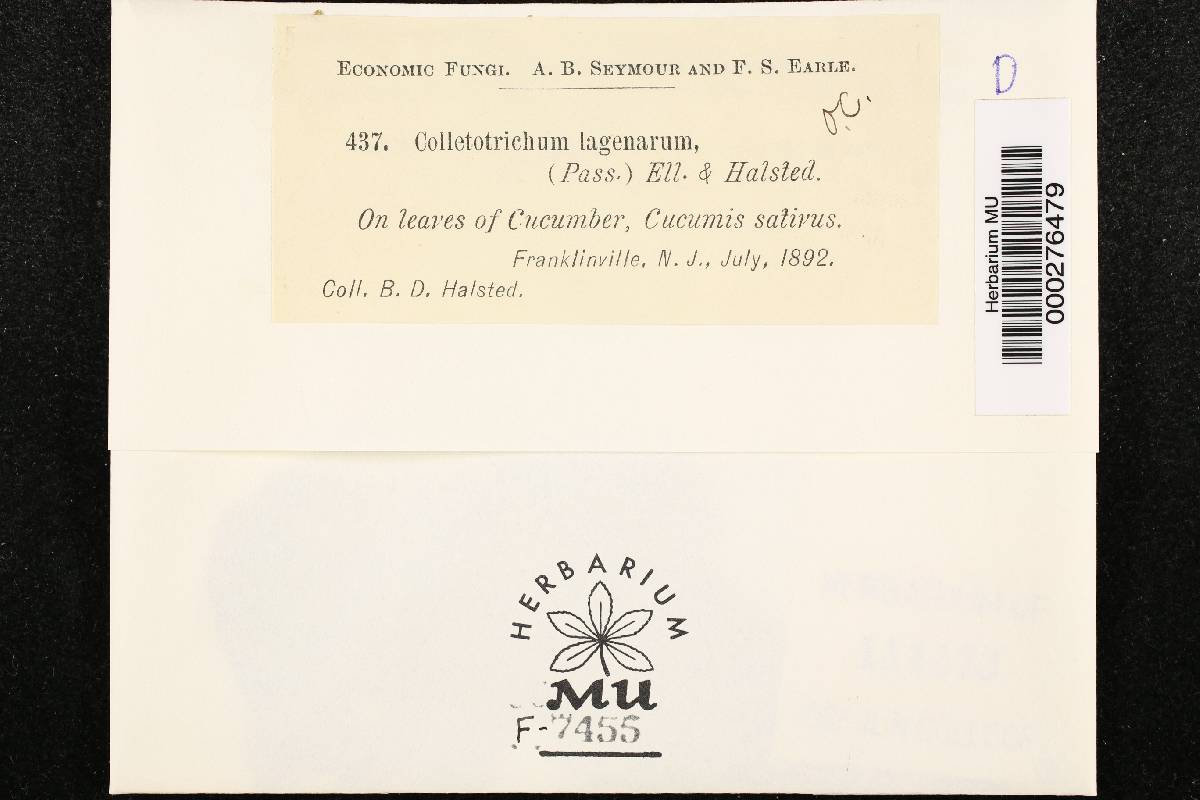 ECONOMIC FUNGI. A. B. SEYMOUR AND F. S. EARLE.
O.C.
437. Colletotrichum lagenarum,
(Pass.) Ell. & Halsted.
On leaves of Cucumber, Cucumis sativus.
Franklinville, N. J., July, 1892.
Coll. B. D. Halsted.
D
Herbarium MU
000276479
HERBARIUM
MU
F-7455